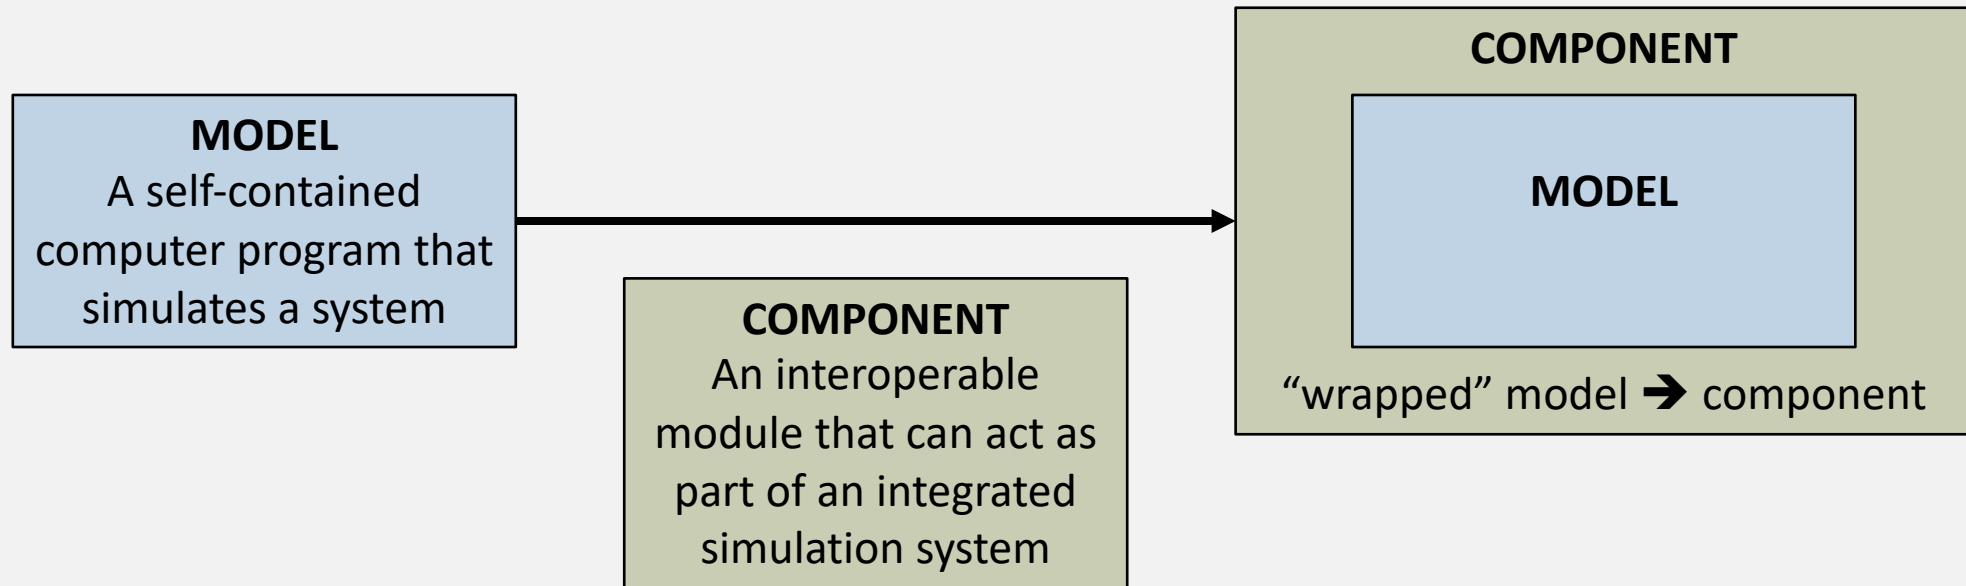 MODEL
A self-contained
computer program that
simulates a system
COMPONENT
An interoperable
module that can act as
part of an integrated
simulation system
COMPONENT
MODEL
“wrapped” model ➔ component